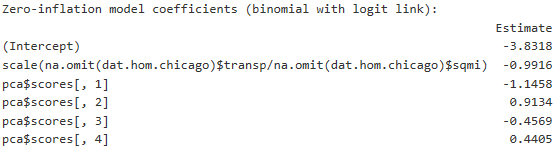 Zero-inflation model coefficients (binomial with logit link):
Estimate
(Intercept) -3.8318
scale(na.omit(dat.hom.chicago)$transp/na.omit(dat.hom.chicago)$sqmi) -0.9916
pca$scores[, 1] -1.1458
pca$scores[, 2] 0.9134
pca$scores[, 3] -0.4569
pca$scores[, 4] 0.4405